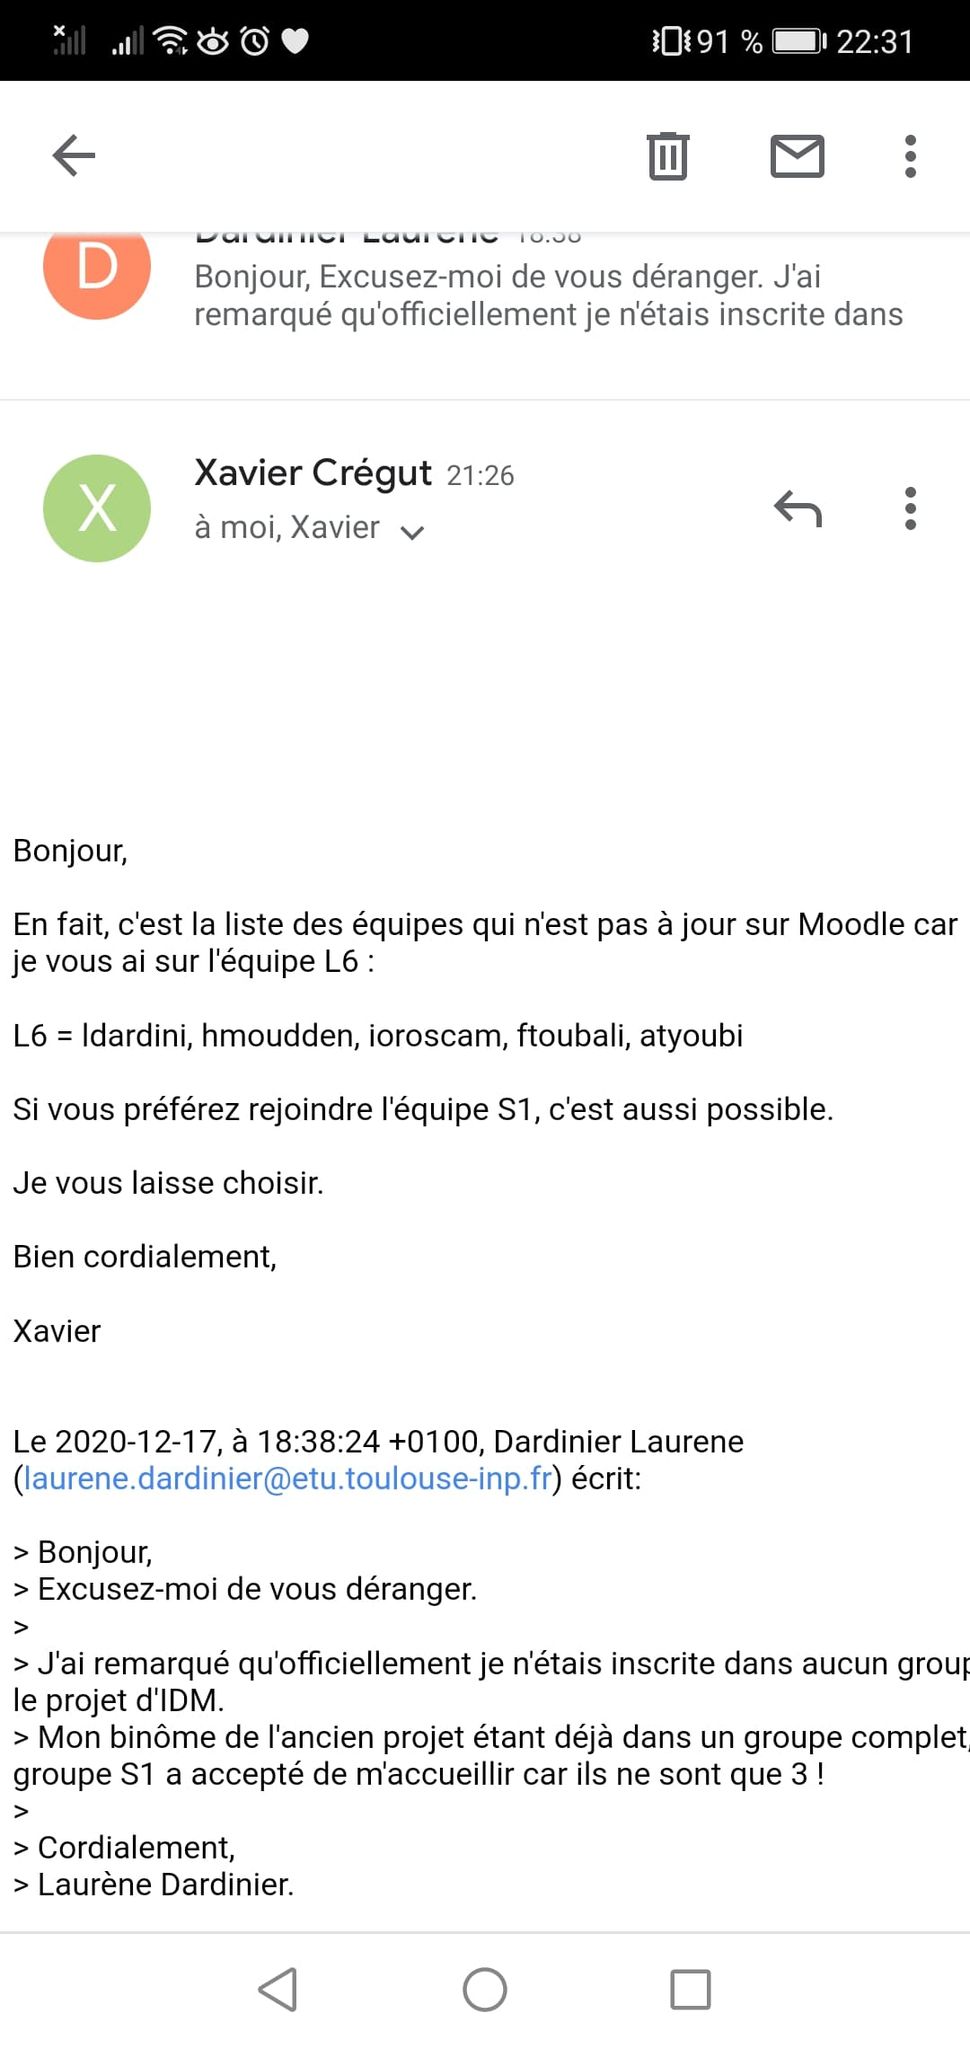 91 % 22:31
D
Dardinier Laurene 18:38
Bonjour, Excusez-moi de vous déranger. J'ai
remarqué qu'officiellement je n'étais inscrite dans
X
Xavier Crégut 21:26
à moi, Xavier
Bonjour,
En fait, c'est la liste des équipes qui n'est pas à jour sur Moodle car
je vous ai sur l'équipe L6 :
L6 = ldardini, hmoudden, ioroscam, ftoubali, atyoubi
Si vous préférez rejoindre l'équipe S1, c'est aussi possible.
Je vous laisse choisir.
Bien cordialement,
Xavier
Le 2020-12-17, à 18:38:24 +0100, Dardinier Laurene
(laurene.dardinier@etu.toulouse-inp.fr) écrit:
> Bonjour,
> Excusez-moi de vous déranger.
>
> J'ai remarqué qu'officiellement je n'étais inscrite dans aucun group
le projet d'IDM.
> Mon binôme de l'ancien projet étant déjà dans un groupe complet,
groupe S1 a accepté de m'accueillir car ils ne sont que 3 !
>
> Cordialement,
> Laurène Dardinier.